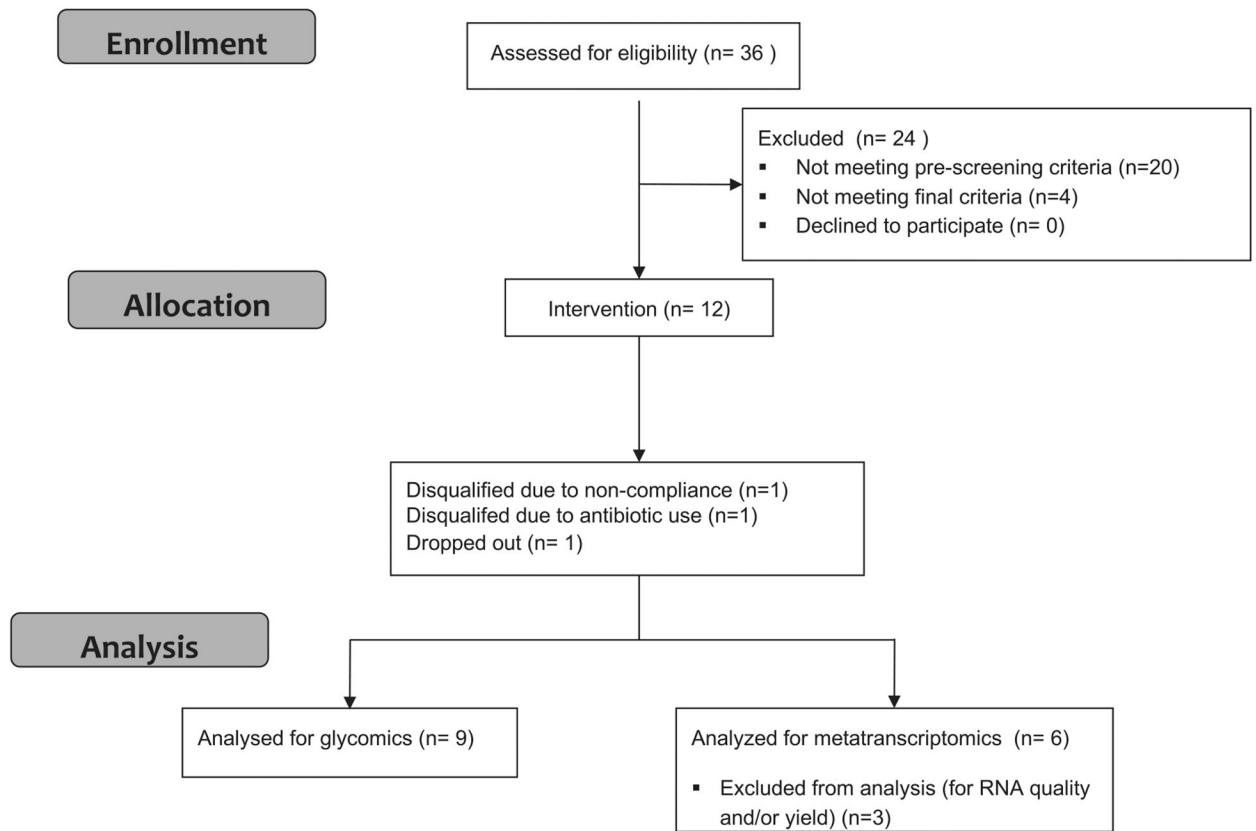 Enrollment
Assessed for eligibility (n= 36 )
Excluded (n= 24 )
▪ Not meeting pre-screening criteria (n=20)
▪ Not meeting final criteria (n=4)
▪ Declined to participate (n= 0)
Allocation
Intervention (n= 12)
Disqualified due to non-compliance (n=1)
Disqualifed due to antibiotic use (n=1)
Dropped out (n= 1)
Analysis
Analysed for glycomics (n= 9)
Analyzed for metatranscriptomics (n= 6)
▪ Excluded from analysis (for RNA quality
and/or yield) (n=3)